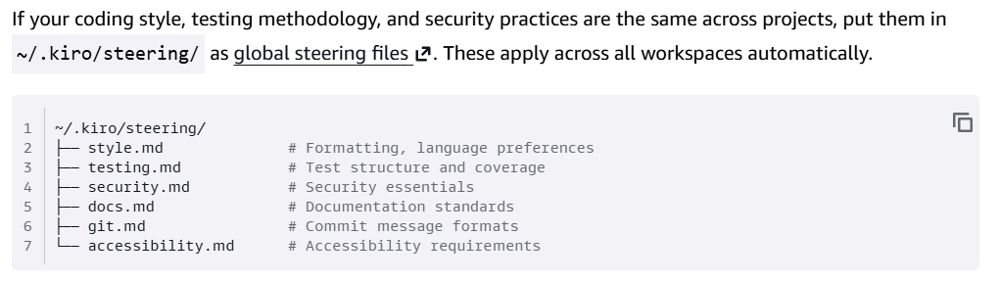 If your coding style, testing methodology, and security practices are the same across projects, put them in
~/.kiro/steering/ as global steering files. These apply across all workspaces automatically.
1 ~/.kiro/steering/
2 ├── style.md # Formatting, language preferences
3 ├── testing.md # Test structure and coverage
4 ├── security.md # Security essentials
5 ├── docs.md # Documentation standards
6 ├── git.md # Commit message formats
7 └── accessibility.md # Accessibility requirements